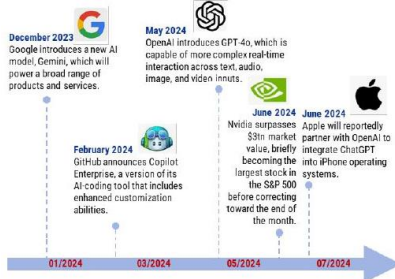 December 2023
Google introduces a new AI
model, Gemini, which will
power a broad range of
products and services.
February 2024
GitHub announces Copilot
Enterprise, a version of its
AI-coding tool that includes
enhanced customization
abilities.
May 2024
OpenAI introduces GPT-4o, which is
capable of more complex real-time
interaction across text, audio,
image, and video inputs.
June 2024
Nvidia surpasses
$3tn market
value, briefly
becoming the
largest stock in
the S&P 500
before correcting
toward the end of
the month.
June 2024
Apple will reportedly
partner with OpenAI to
integrate ChatGPT
into iPhone operating
systems.
01/2024
03/2024
05/2024
07/2024